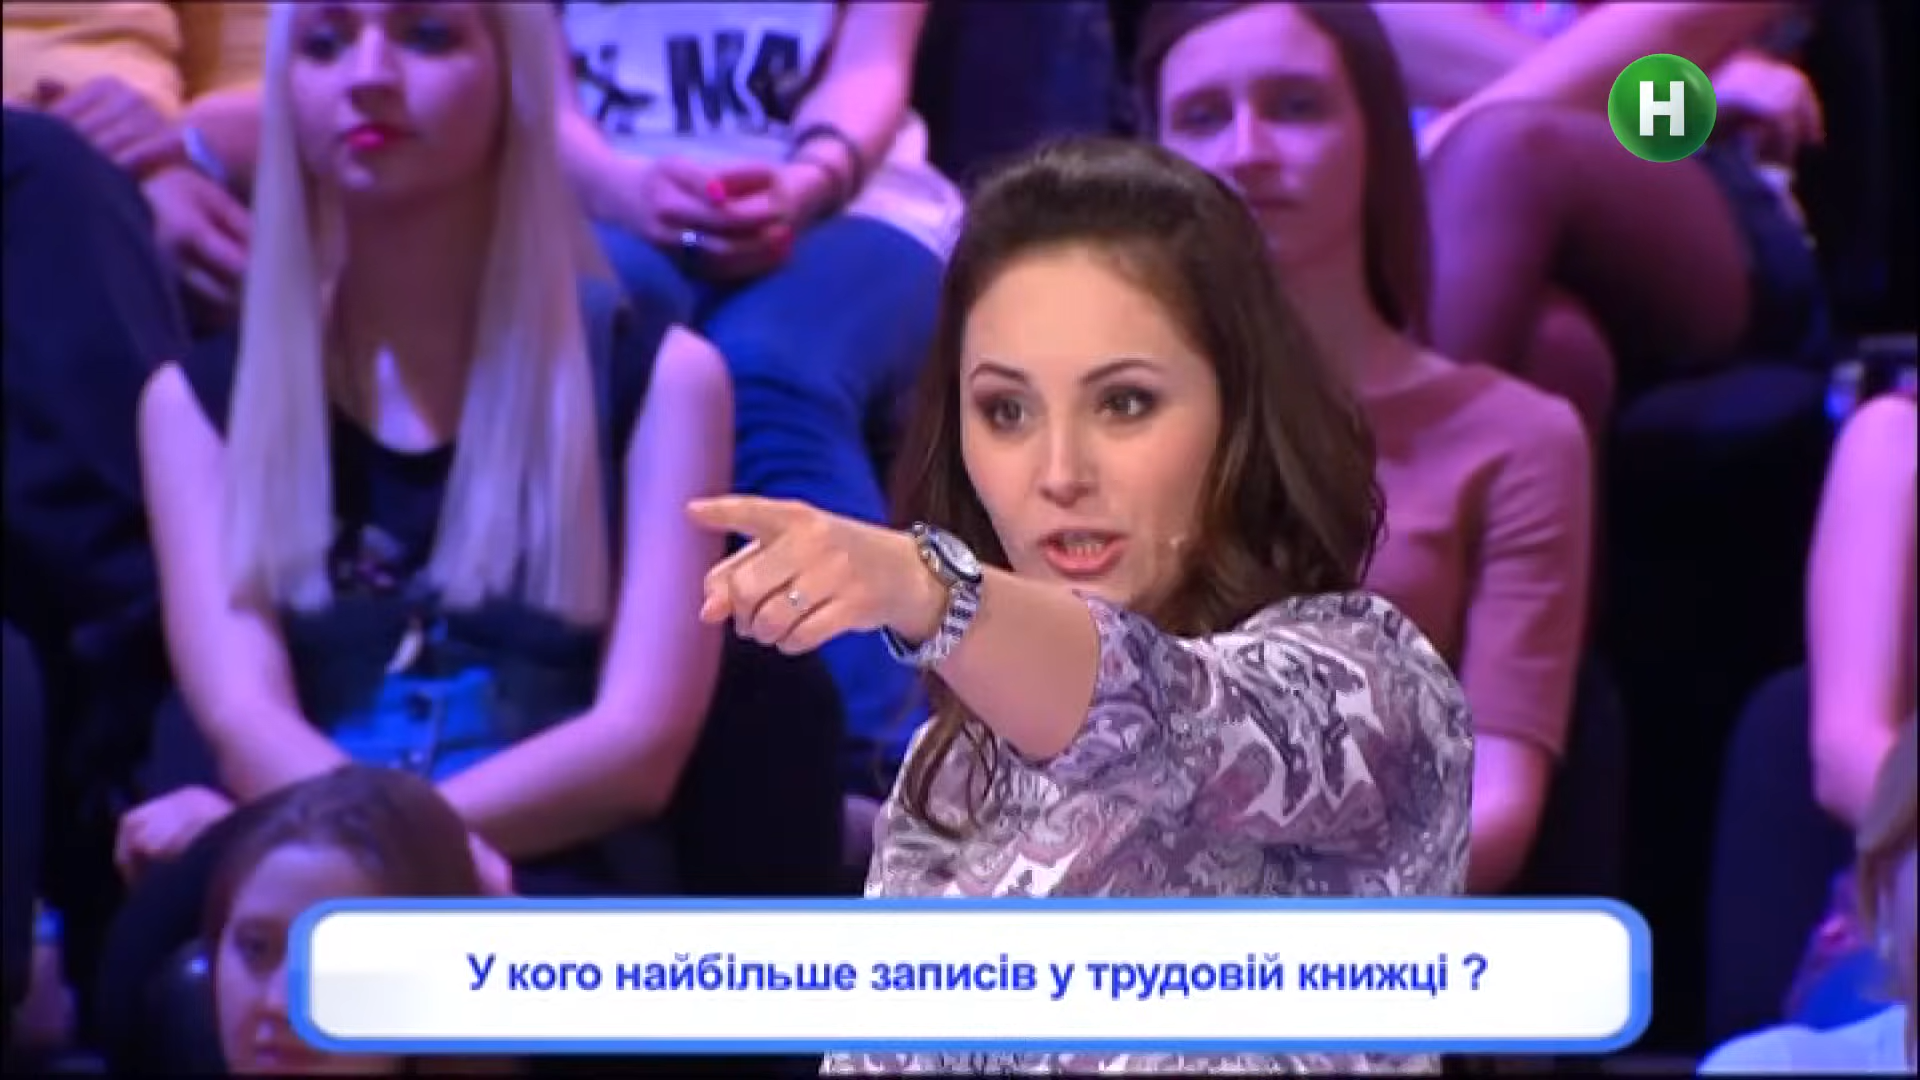 Н
У кого найбільше записів у трудовій книжці ?